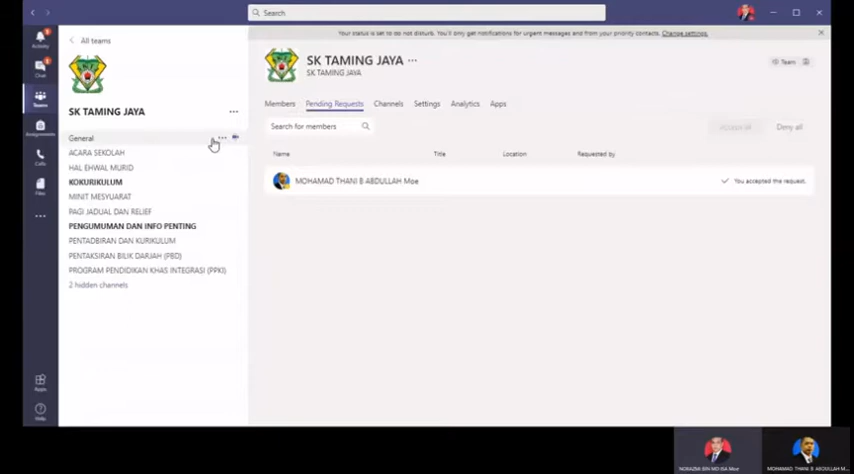 Search
Your status is set to do not disturb. You'll only get notifications for urgent messages and from your priority contacts. Change settings.
Activity
Chat
Teams
Assignments
Calls
Files
Apps
Help
All teams
SK TAMING JAYA
General
ACARA SEKOLAH
HAL EHWAL MURID
KOKURIKULUM
MINIT MESYUARAT
PAGI JADUAL DAN RELIEF
PENGUMUMAN DAN INFO PENTING
PENTADBIRAN DAN KURIKULUM
PENTAKSIRAN BILIK DARJAH (PBD)
PROGRAM PENDIDIKAN KHAS INTEGRASI (PPKI)
2 hidden channels
SK TAMING JAYA ...
SK TAMING JAYA
Team
Members Pending Requests Channels Settings Analytics Apps
Search for members
Deny all
Name Title Location Requested by
MOHAMAD THANI B ABDULLAH Moe
You accepted the request.
MOHAMAD THANI B ABDULLAH M...